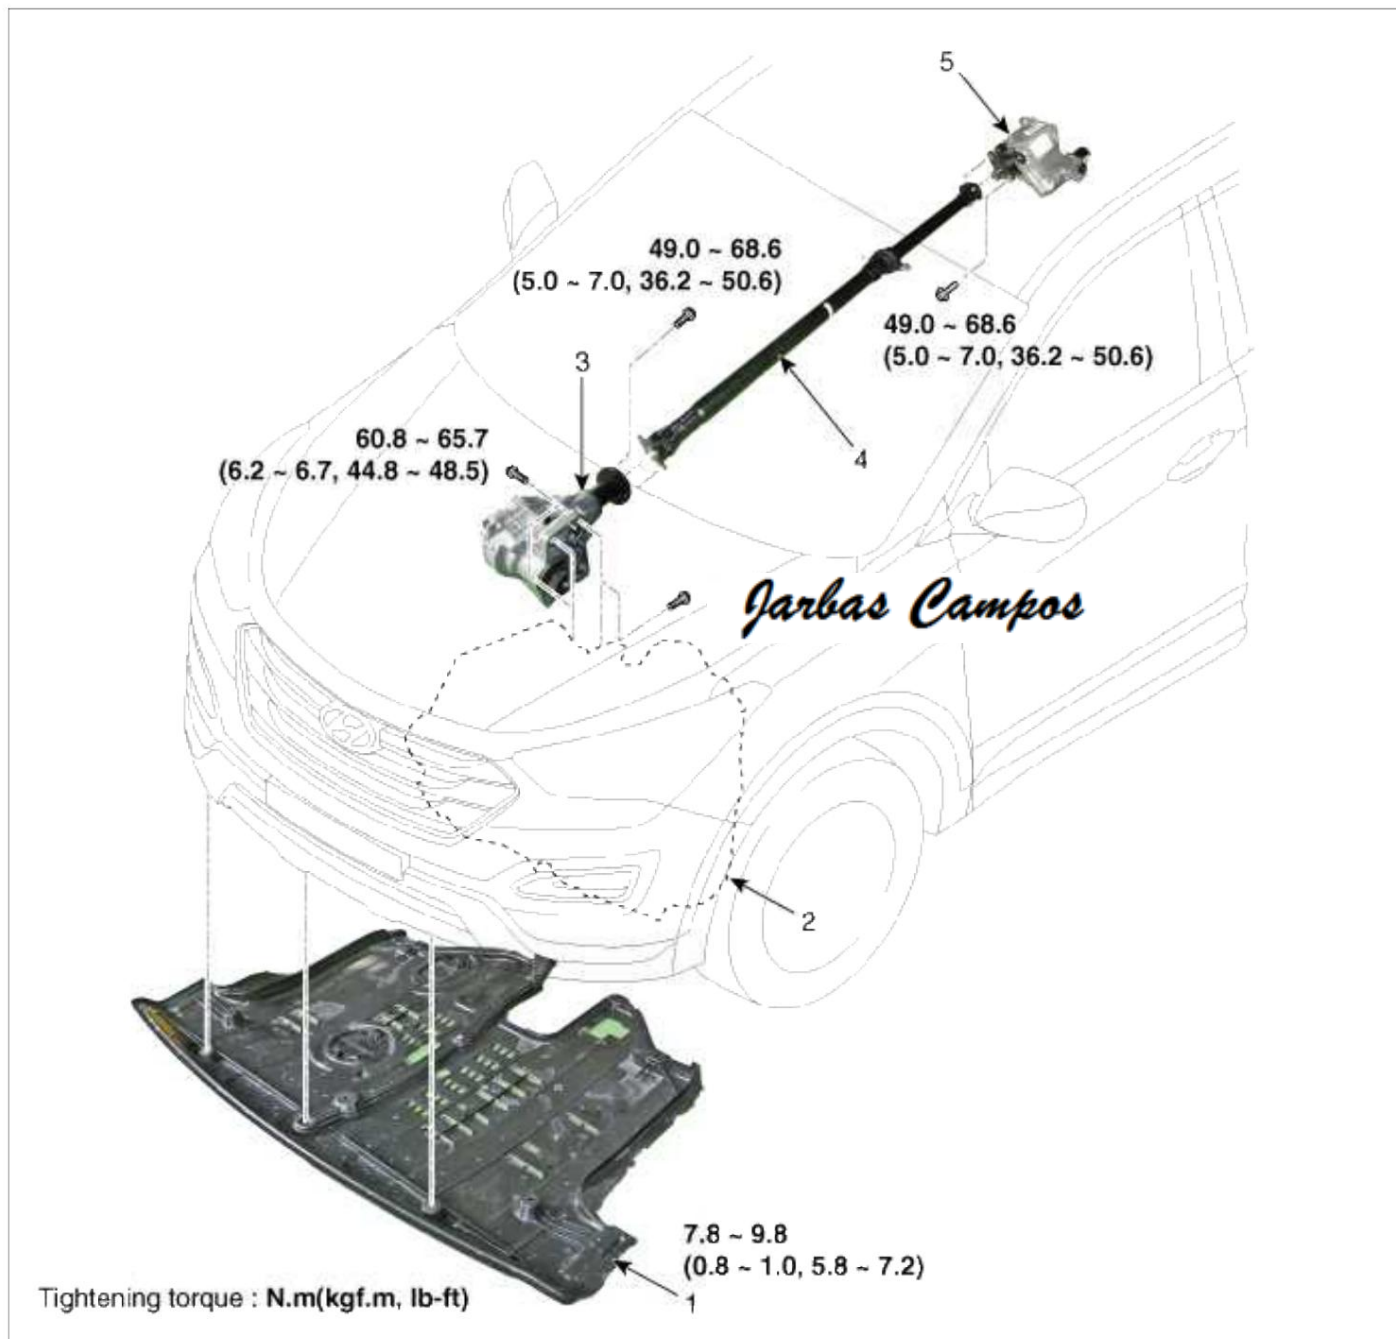 5
49.0 ~ 68.6
(5.0 ~ 7.0, 36.2 ~ 50.6)
49.0 ~ 68.6
(5.0 ~ 7.0, 36.2 ~ 50.6)
3
60.8 ~ 65.7
(6.2 ~ 6.7, 44.8 ~ 48.5)
4
Jarbas Campos
2
7.8 ~ 9.8
(0.8 ~ 1.0, 5.8 ~ 7.2)
1
Tightening torque : N.m(kgf.m, lb-ft)